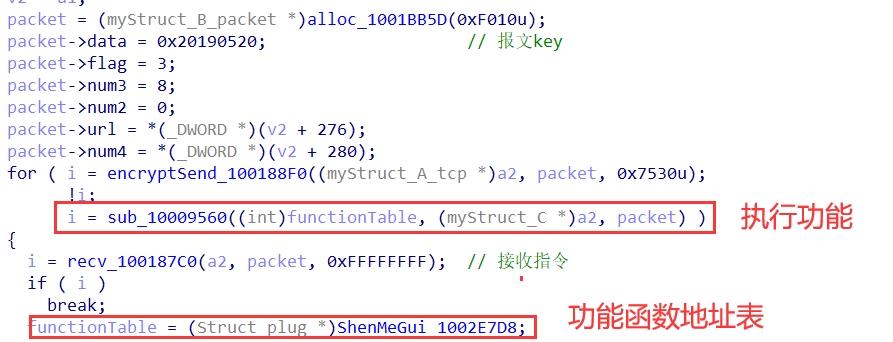 packet = (myStruct_B_packet *)alloc_1001BB5D(0xF010u);
packet->data = 0x20190520; // 报文key
packet->flag = 3;
packet->num3 = 8;
packet->num2 = 0;
packet->url = *(_DWORD *)(v2 + 276);
packet->num4 = *(_DWORD *)(v2 + 280);
for ( i = encryptSend_100188F0((myStruct_A_tcp *)a2, packet, 0x7530u);
!i;
i = sub_10009560((int)functionTable, (myStruct_C *)a2, packet) )
执行功能
{
i = recv_100187C0(a2, packet, 0xFFFFFFFF); // 接收指令
if ( i )
break;
functionTable = (Struct_plug *)ShenMeGui_1002E7D8;
功能函数地址表